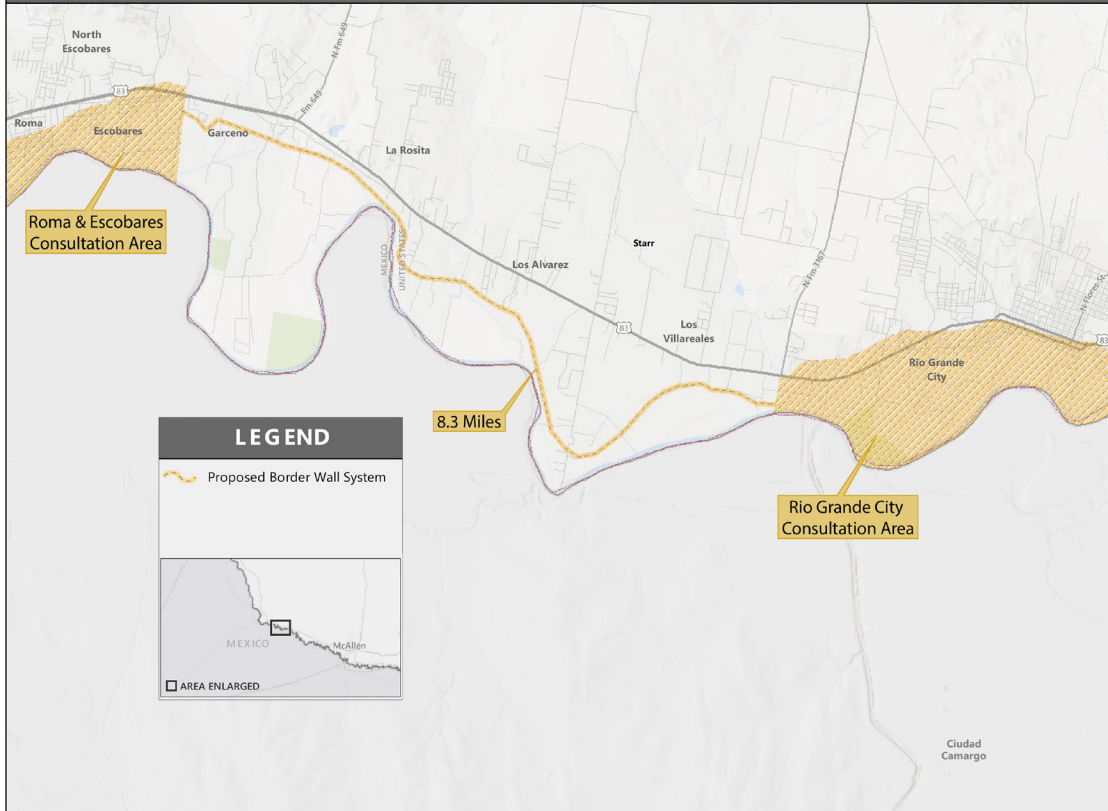 North
Escobares
N-Fm-649
Fm-649
83
Roma
Escobares
Garceno
La Rosita
Roma & Escobares
Consultation Area
MEXICO
UNITED STATES
Starr
Los Alvarez
N-Fm-3167
N-Flores-St
83
Los
Villareales
83
Rio Grande
City
8.3 Miles
LEGEND
Proposed Border Wall System
Rio Grande City
Consultation Area
MEXICO
McAllen
AREA ENLARGED
Ciudad
Camargo